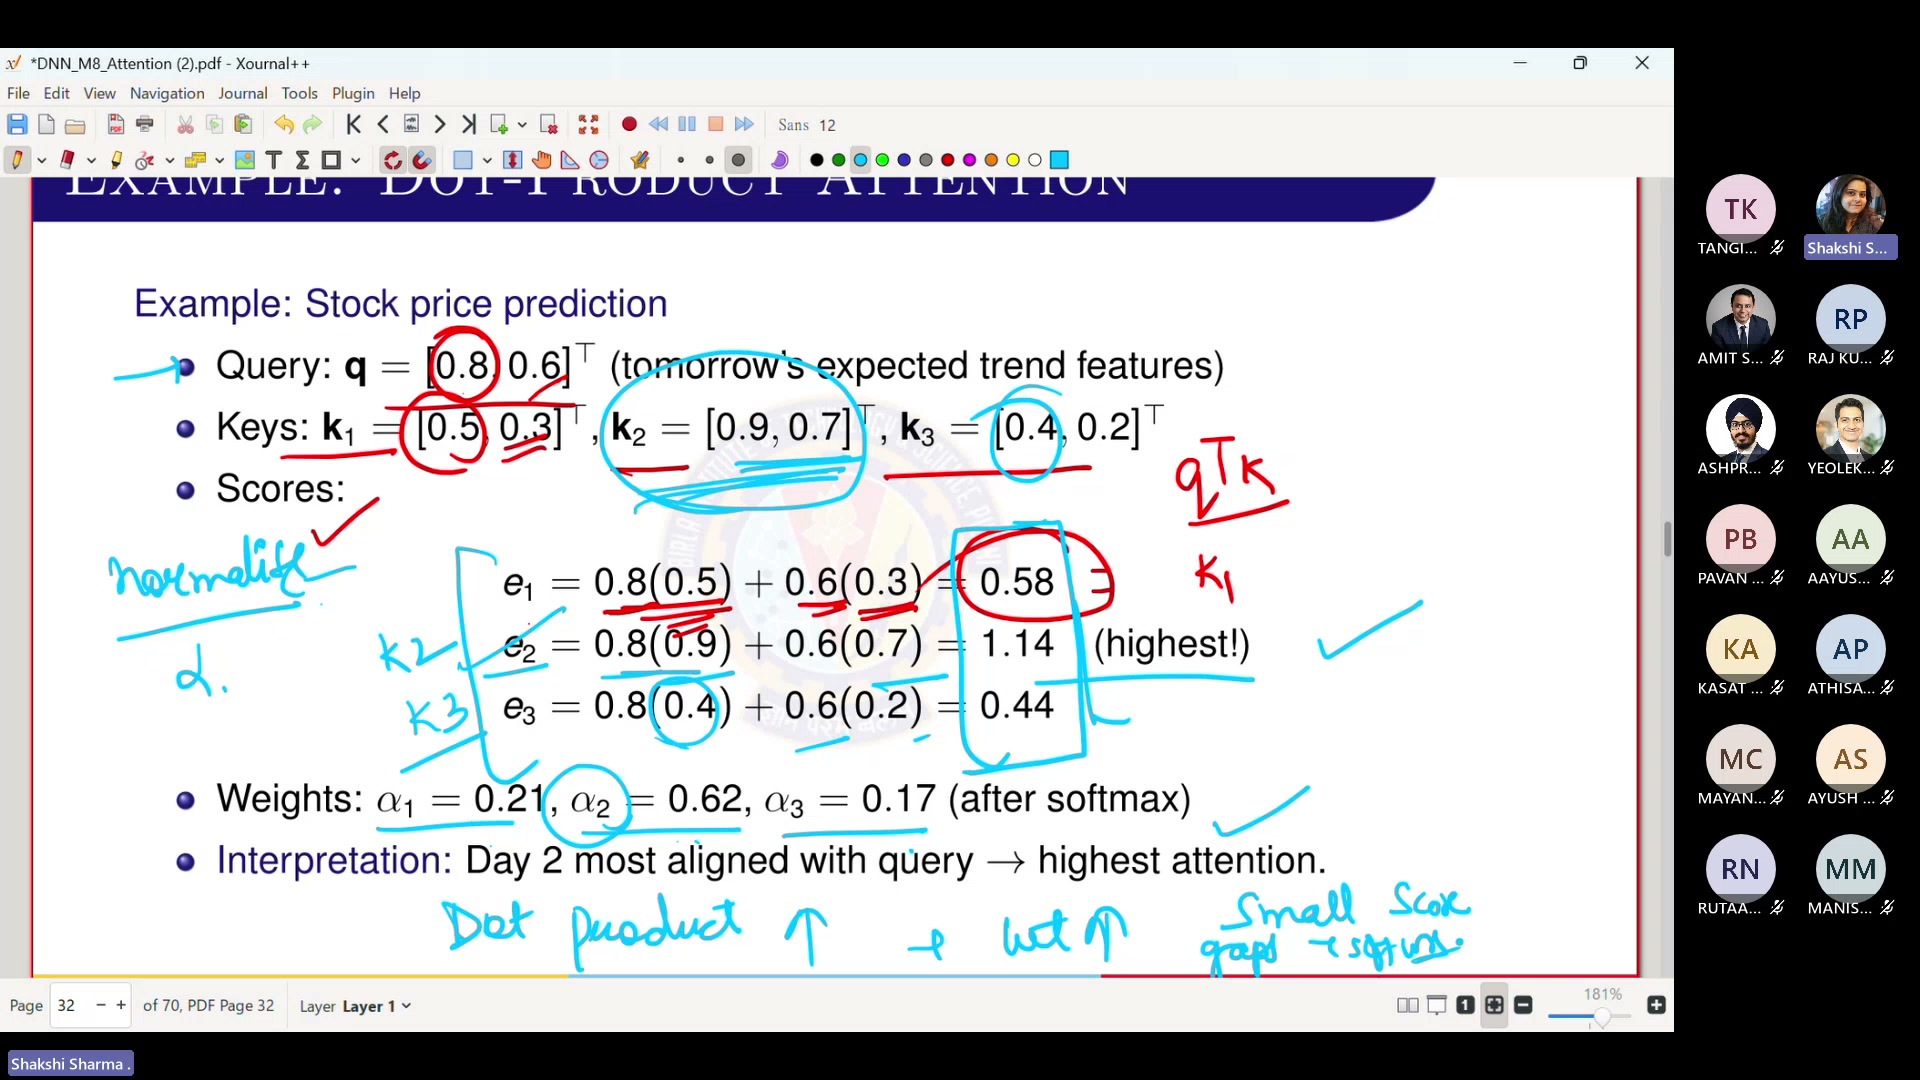 *DNN_M8_Attention (2).pdf - Xournal++
File Edit View Navigation Journal Tools Plugin Help
Sans 12
EXAMPLE: DOT-PRODUCT ATTENTION
Example: Stock price prediction
Query: q = [0.8, 0.6]⊤ (tomorrow's expected trend features)
Keys: k1 = [0.5, 0.3]⊤, k2 = [0.9, 0.7]⊤, k3 = [0.4, 0.2]⊤
qTK
Scores:
normalize
K1
e1 = 0.8(0.5) + 0.6(0.3) = 0.58
K2
e2 = 0.8(0.9) + 0.6(0.7) = 1.14 (highest!)
α.
K3
e3 = 0.8(0.4) + 0.6(0.2) = 0.44
Weights: α1 = 0.21, α2 = 0.62, α3 = 0.17 (after softmax)
Interpretation: Day 2 most aligned with query → highest attention.
Dot product ↑ → wt ↑
Small Score
gaps →
Page 32 − + of 70, PDF Page 32 Layer Layer 1
181%
Shakshi Sharma .
TK
TANGI...
Shakshi S...
AMIT S...
RP
RAJ KU...
ASHPR...
YEOLEK...
PB
PAVAN ...
AA
AAYUS...
KA
KASAT ...
AP
ATHISA...
MC
MAYAN...
AS
AYUSH ...
RN
RUTAA...
MM
MANIS...